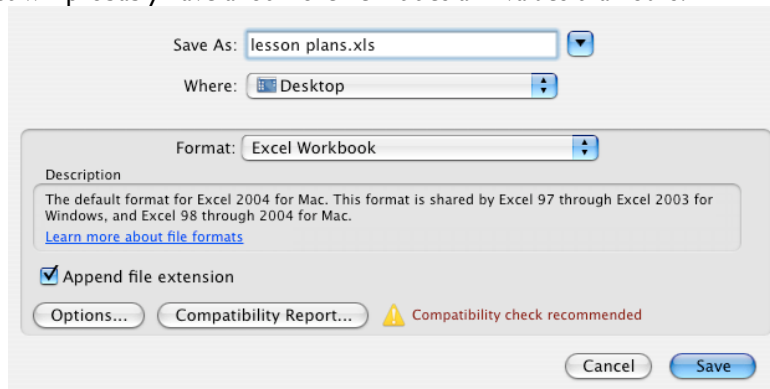 Save As: lesson plans.xls
Where: Desktop
Format: Excel Workbook
Description
The default format for Excel 2004 for Mac. This format is shared by Excel 97 through Excel 2003 for
Windows, and Excel 98 through 2004 for Mac.
Learn more about file formats
Append file extension
Options... Compatibility Report... Compatibility check recommended
Cancel Save